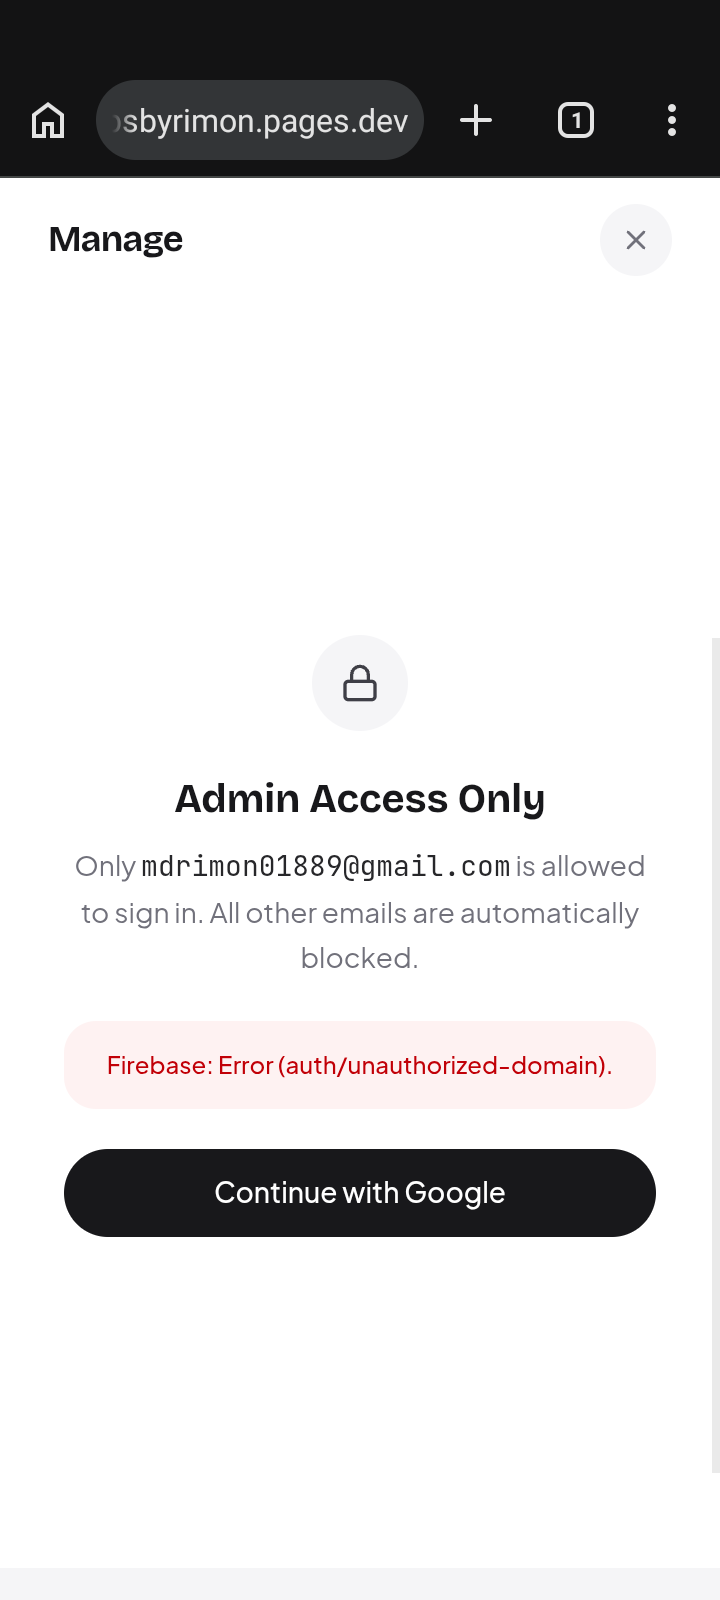 osbyrimon.pages.dev
1
Manage
Admin Access Only
Only mdrimon01889@gmail.com is allowed
to sign in. All other emails are automatically
blocked.
Firebase: Error (auth/unauthorized-domain).
Continue with Google